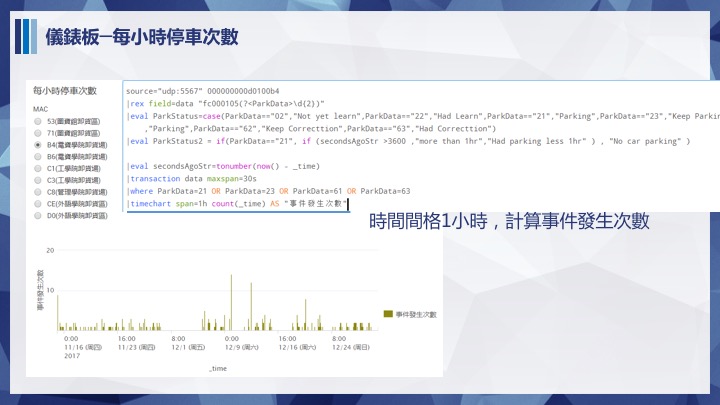 儀錶板─每小時停車次數
每小時停車次數
MAC
53(圖資館卸貨區)
71(圖資館卸貨區)
B4(電資學院卸貨場)
B6(電資學院卸貨場)
C1(工學院卸貨場)
C3(工學院卸貨場)
C8(管理學院卸貨場)
CE(外語學院卸貨區)
D0(外語學院卸貨區)
source="udp:5567" 000000000d0100b4
|rex field=data "fc000105(?<ParkData>\d{2})"
|eval ParkStatus=case(ParkData=="02","Not yet learn",ParkData=="22","Had Learn",ParkData=="21","Parking",ParkData=="23","Keep Parkin
,"Parking",ParkData=="62","Keep Correcttion",ParkData=="63","Had Correcttion")
|eval ParkStatus2 = if(ParkData=="21", if (secondsAgoStr >3600 ,"more than 1hr","Had parking less 1hr" ) , "No car parking" )
|eval secondsAgoStr=tonumber(now() - _time)
|transaction data maxspan=30s
|where ParkData=21 OR ParkData=23 OR ParkData=61 OR ParkData=63
|timechart span=1h count(_time) AS "事件發生次數"
時間間格1小時，計算事件發生次數
20
10
事件發生次數
事件發生次數
0:00
11/16 (周四)
2017
16:00
11/23 (周四)
8:00
12/1 (周五)
0:00
12/9 (周六)
16:00
12/16 (周六)
8:00
12/24 (周日)
_time